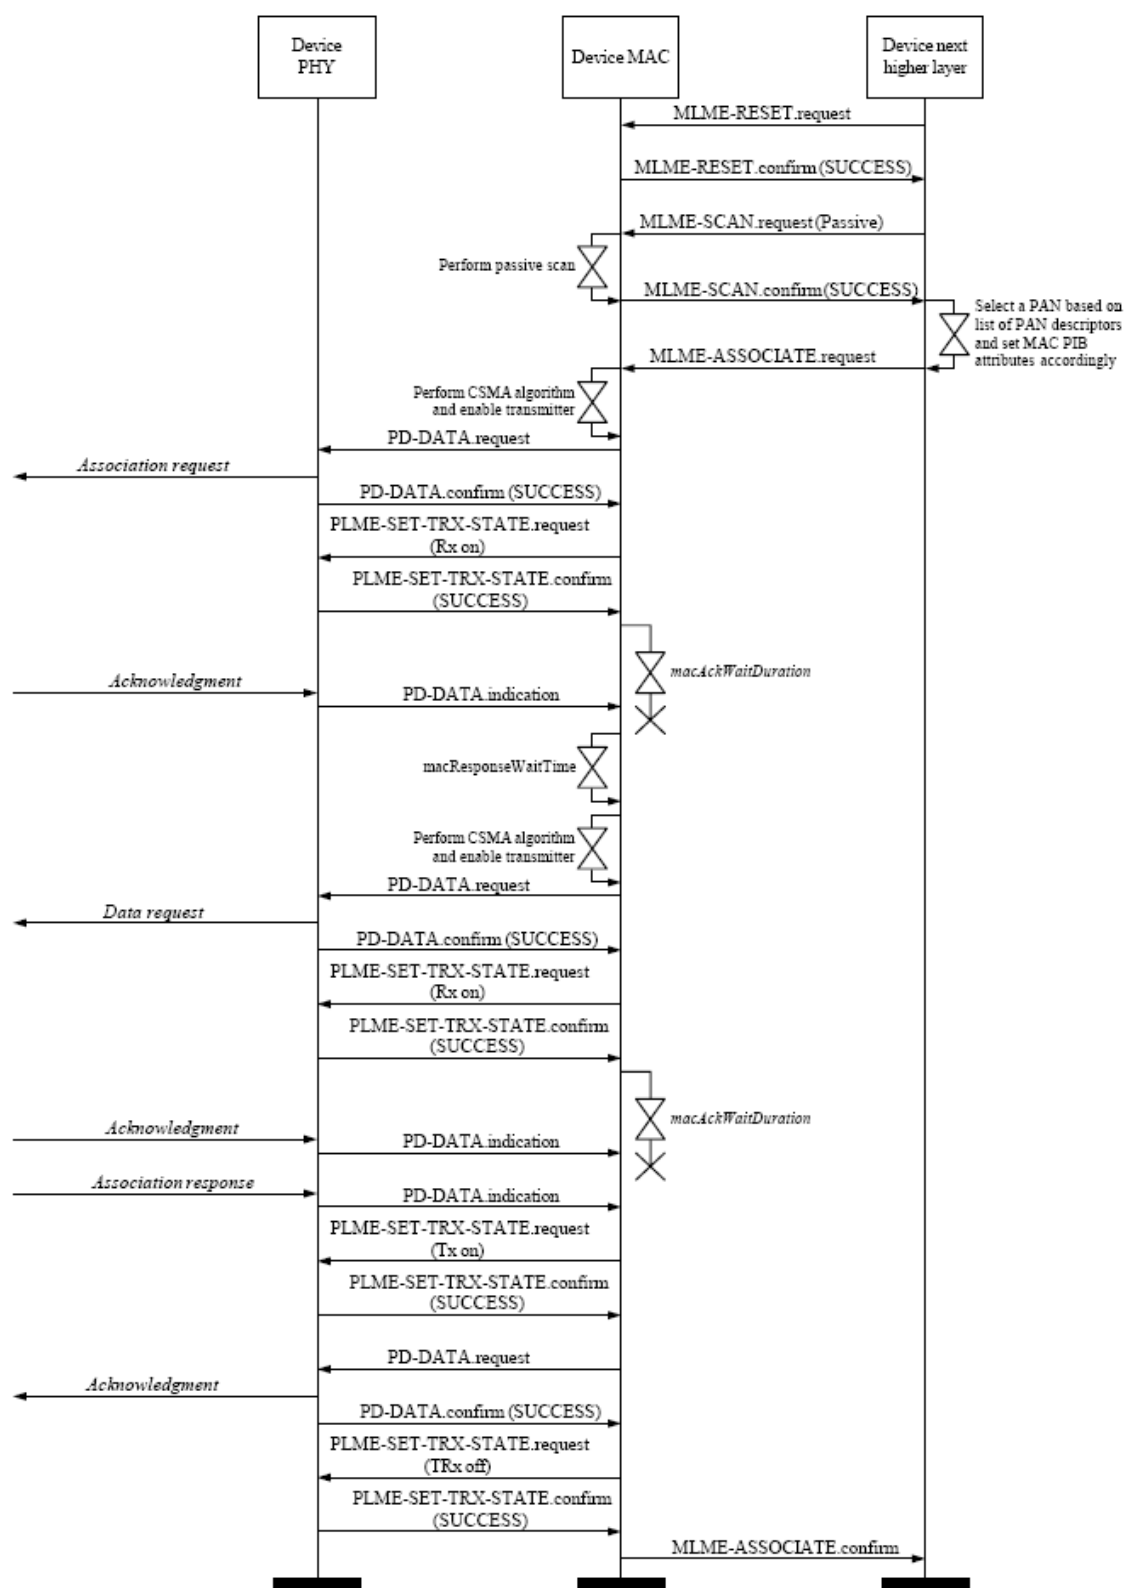 Device
PHY
Device MAC
Device next
higher layer
MLME-RESET.request
MLME-RESET.confirm (SUCCESS)
MLME-SCAN.request (Passive)
Perform passive scan
MLME-SCAN.confirm (SUCCESS)
Select a PAN based on
list of PAN descriptors
and set MAC PIB
attributes accordingly
MLME-ASSOCIATE.request
Perform CSMA algorithm
and enable transmitter
PD-DATA.request
Association request
PD-DATA.confirm (SUCCESS)
PLME-SET-TRX-STATE.request
(Rx on)
PLME-SET-TRX-STATE.confirm
(SUCCESS)
macAckWaitDuration
Acknowledgment
PD-DATA.indication
macResponseWaitTime
Perform CSMA algorithm
and enable transmitter
PD-DATA.request
Data request
PD-DATA.confirm (SUCCESS)
PLME-SET-TRX-STATE.request
(Rx on)
PLME-SET-TRX-STATE.confirm
(SUCCESS)
macAckWaitDuration
Acknowledgment
PD-DATA.indication
Association response
PD-DATA.indication
PLME-SET-TRX-STATE.request
(Tx on)
PLME-SET-TRX-STATE.confirm
(SUCCESS)
PD-DATA.request
Acknowledgment
PD-DATA.confirm (SUCCESS)
PLME-SET-TRX-STATE.request
(TRx off)
PLME-SET-TRX-STATE.confirm
(SUCCESS)
MLME-ASSOCIATE.confirm